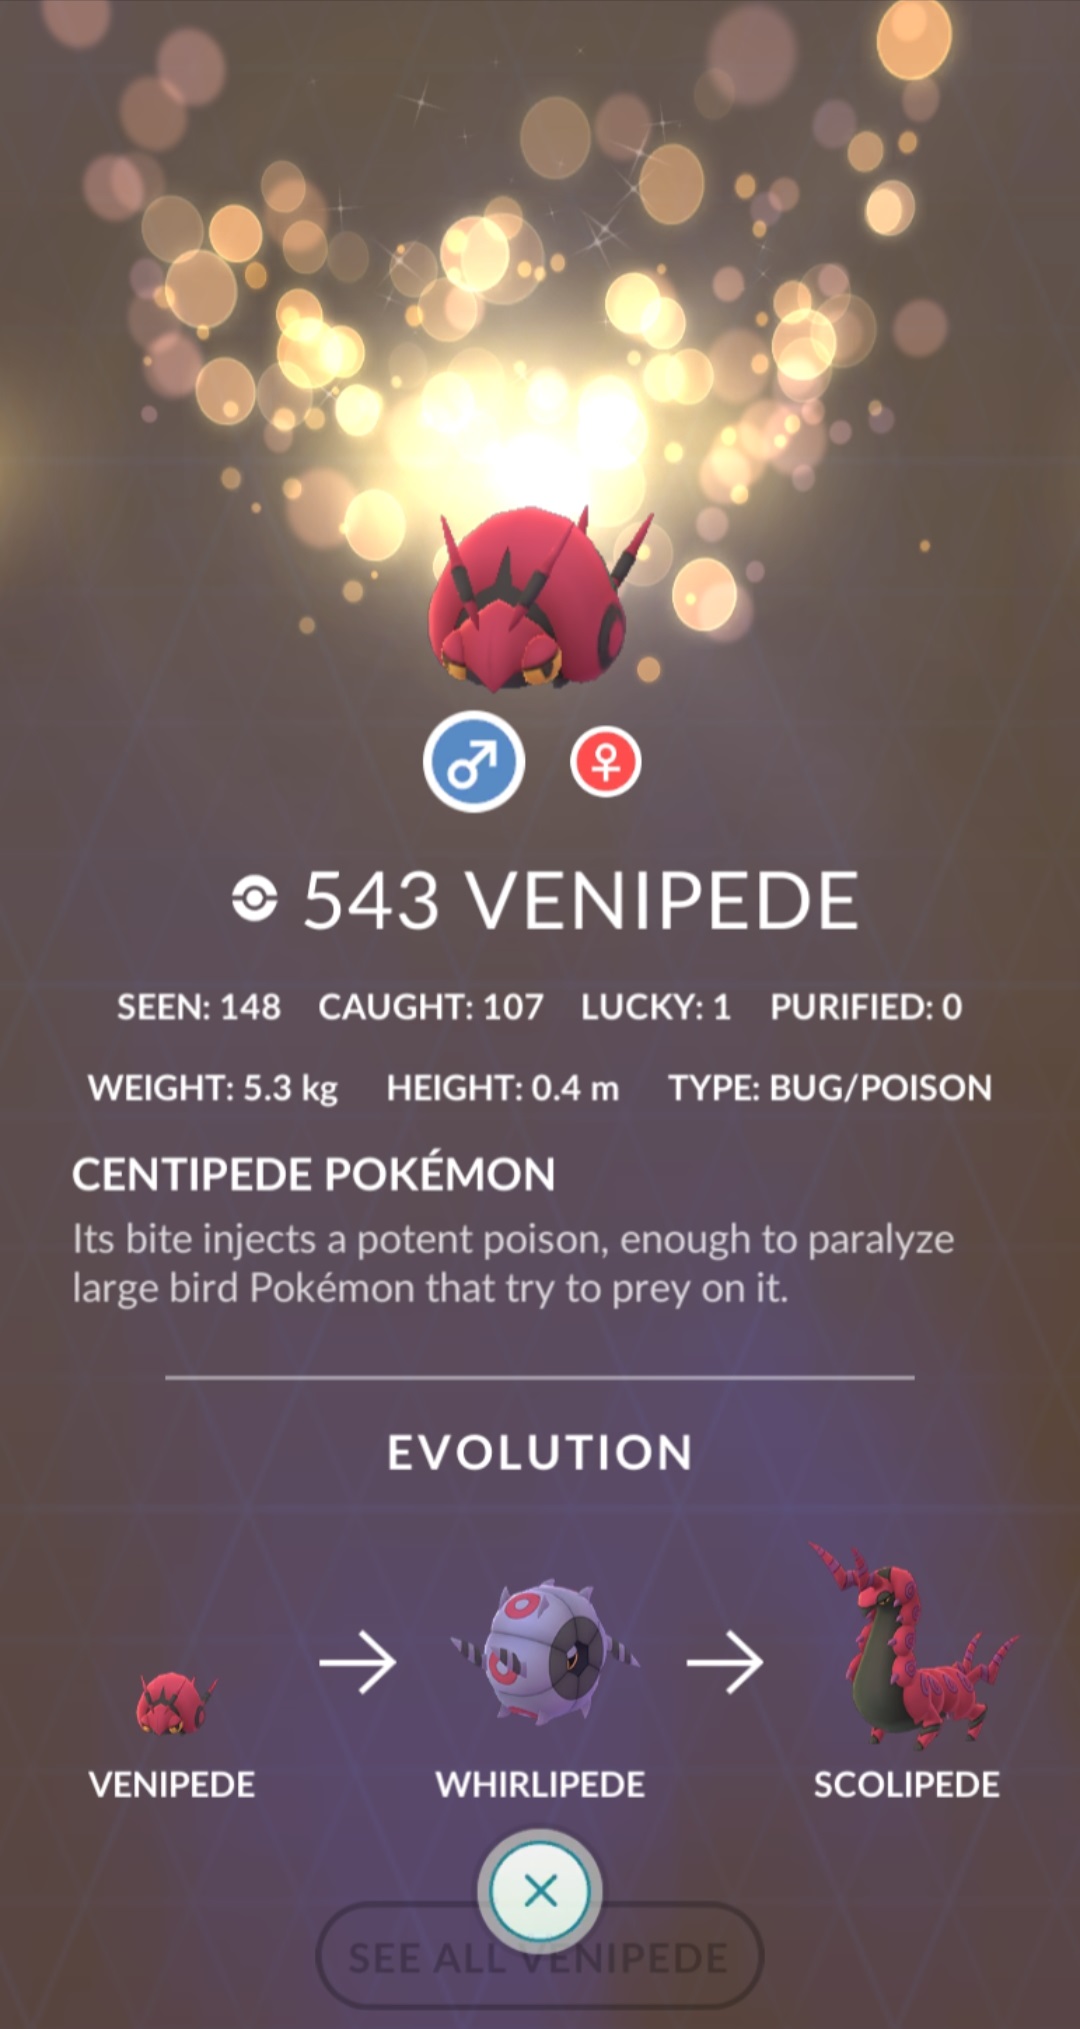 543 VENIPEDE
SEEN: 148 CAUGHT: 107 LUCKY: 1 PURIFIED: 0
WEIGHT: 5.3 kg HEIGHT: 0.4 m TYPE: BUG/POISON
CENTIPEDE POKÉMON
Its bite injects a potent poison, enough to paralyze
large bird Pokémon that try to prey on it.
EVOLUTION
VENIPEDE WHIRLIPEDE SCOLIPEDE
SEE ALL VENIPEDE